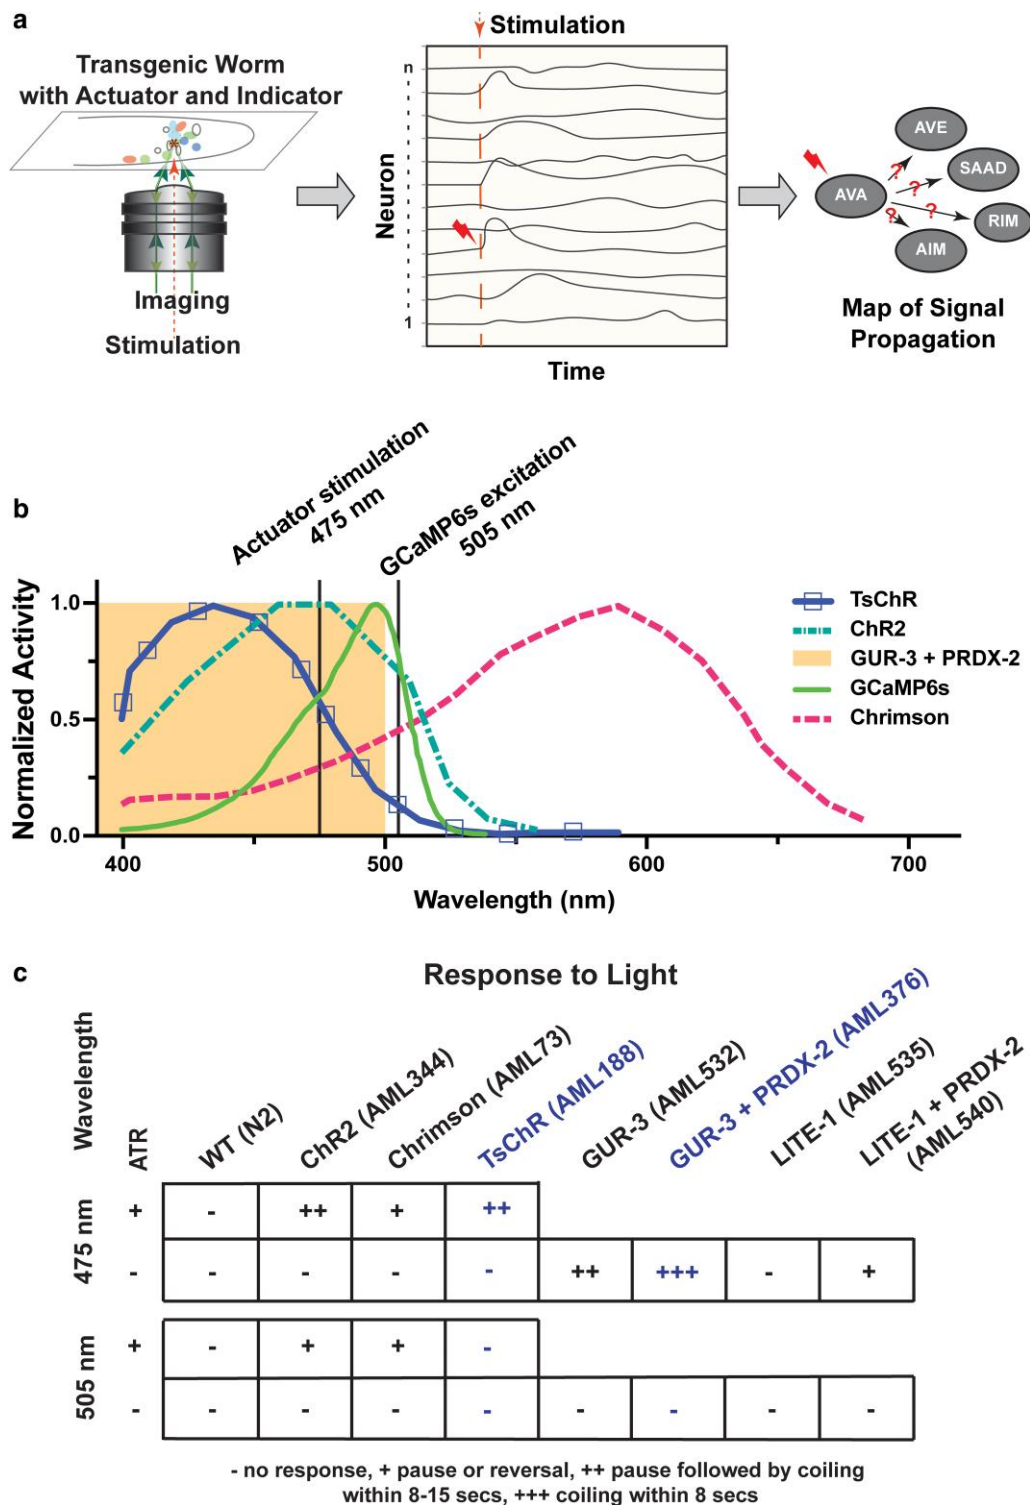 a
Stimulation
Transgenic Worm
with Actuator and Indicator
Imaging
Stimulation
n
Neuron
1
Time
AVE
SAAD
AVA
RIM
AIM
?
?
?
?
Map of Signal
Propagation
b
Actuator stimulation
475 nm
GCaMP6s excitation
505 nm
Normalized Activity
1.0
0.5
0.0
400
500
600
700
Wavelength (nm)
TsChR
ChR2
GUR-3 + PRDX-2
GCaMP6s
Chrimson
c
Response to Light
Wavelength
ATR
WT (N2)
ChR2 (AML344)
Chrimson (AML73)
TsChR (AML188)
GUR-3 (AML532)
GUR-3 + PRDX-2 (AML376)
LITE-1 (AML535)
LITE-1 + PRDX-2
(AML540)
475 nm
+ - ++ + ++
- - - - - ++ +++ - +
505 nm
+ - + + -
- - - - - - - - -
- no response, + pause or reversal, ++ pause followed by coiling
within 8-15 secs, +++ coiling within 8 secs